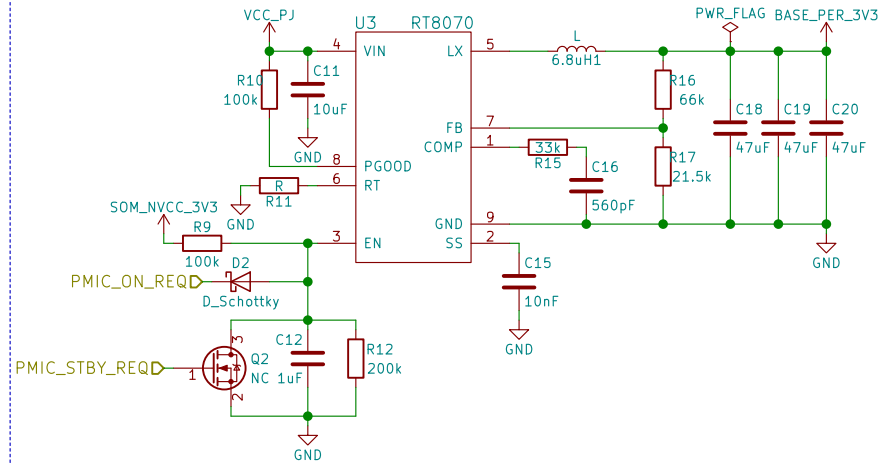 VCC_PJ
U3
RT8070
PWR_FLAG
BASE_PER_3V3
4
VIN
LX
5
L
6.8uH1
R10
100k
C11
10uF
GND
R16
66k
C18
47uF
C19
47uF
C20
47uF
FB
7
COMP
1
33k
R15
R17
21.5k
C16
560pF
8
PGOOD
6
RT
R
R11
GND
SOM_NVCC_3V3
R9
100k
3
EN
GND
9
SS
2
GND
C15
10nF
GND
PMIC_ON_REQ
D2
D_Schottky
PMIC_STBY_REQ
1
3
2
Q2
NC
C12
1uF
R12
200k
GND